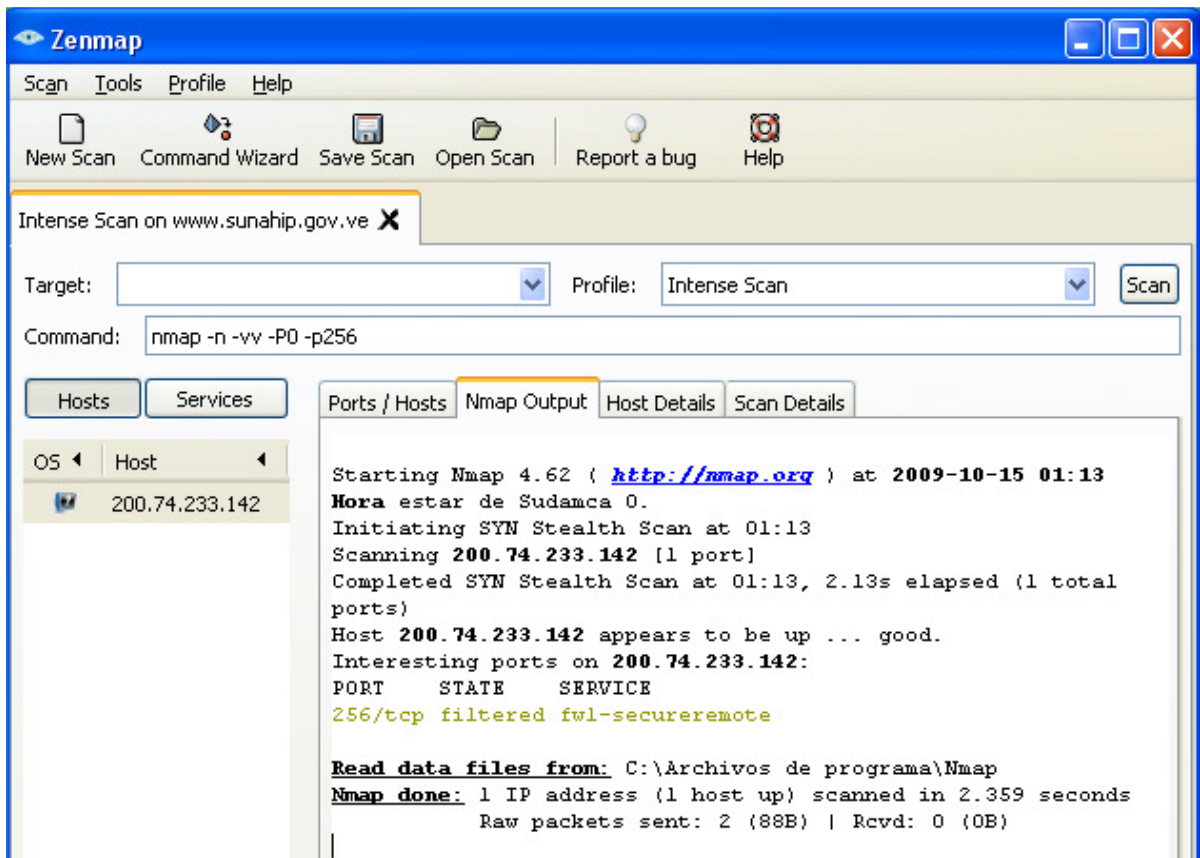 Zenmap
Scan Tools Profile Help
New Scan Command Wizard Save Scan Open Scan Report a bug Help
Intense Scan on www.sunahip.gov.ve
Target: Profile: Intense Scan Scan
Command: nmap -n -vv -P0 -p256
Hosts Services
Ports / Hosts Nmap Output Host Details Scan Details
OS Host
200.74.233.142
Starting Nmap 4.62 ( http://nmap.org ) at 2009-10-15 01:13
Hora estar de Sudamca 0.
Initiating SYN Stealth Scan at 01:13
Scanning 200.74.233.142 [1 port]
Completed SYN Stealth Scan at 01:13, 2.13s elapsed (1 total
ports)
Host 200.74.233.142 appears to be up ... good.
Interesting ports on 200.74.233.142:
PORT STATE SERVICE
256/tcp filtered fw1-secureremote
Read data files from: C:\Archivos de programa\Nmap
Nmap done: 1 IP address (1 host up) scanned in 2.359 seconds
Raw packets sent: 2 (88B) | Rcvd: 0 (0B)